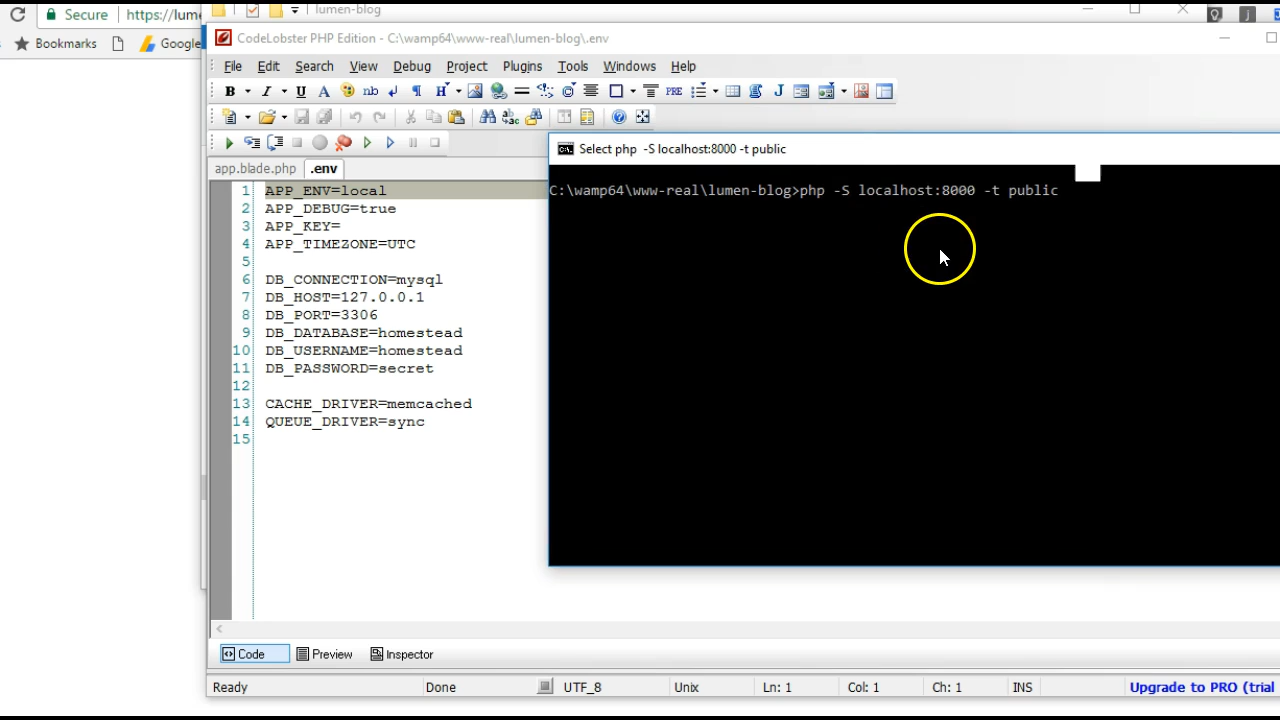 lumen-blog
Secure
https://lume
Bookmarks
Google
CodeLobster PHP Edition - C:\wamp64\www-real\lumen-blog\.env
File Edit Search View Debug Project Plugins Tools Windows Help
B I U A nb H PRE J
app.blade.php .env
1 APP_ENV=local
2 APP_DEBUG=true
3 APP_KEY=
4 APP_TIMEZONE=UTC
5
6 DB_CONNECTION=mysql
7 DB_HOST=127.0.0.1
8 DB_PORT=3306
9 DB_DATABASE=homestead
10 DB_USERNAME=homestead
11 DB_PASSWORD=secret
12
13 CACHE_DRIVER=memcached
14 QUEUE_DRIVER=sync
15
Select php -S localhost:8000 -t public
C:\wamp64\www-real\lumen-blog>php -S localhost:8000 -t public
Code Preview Inspector
Ready Done UTF_8 Unix Ln: 1 Col: 1 Ch: 1 INS Upgrade to PRO (trial